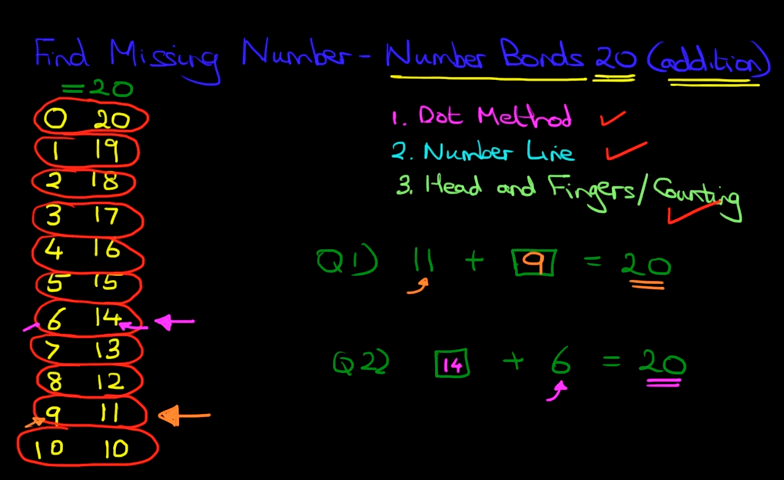 Find Missing Number - Number Bonds 20 (addition)
= 20
0 20
1 19
2 18
3 17
4 16
5 15
6 14
7 13
8 12
9 11
10 10
1. Dot Method
2. Number Line
3. Head and Fingers/Counting
Q1) 11 + 9 = 20
Q2) 14 + 6 = 20